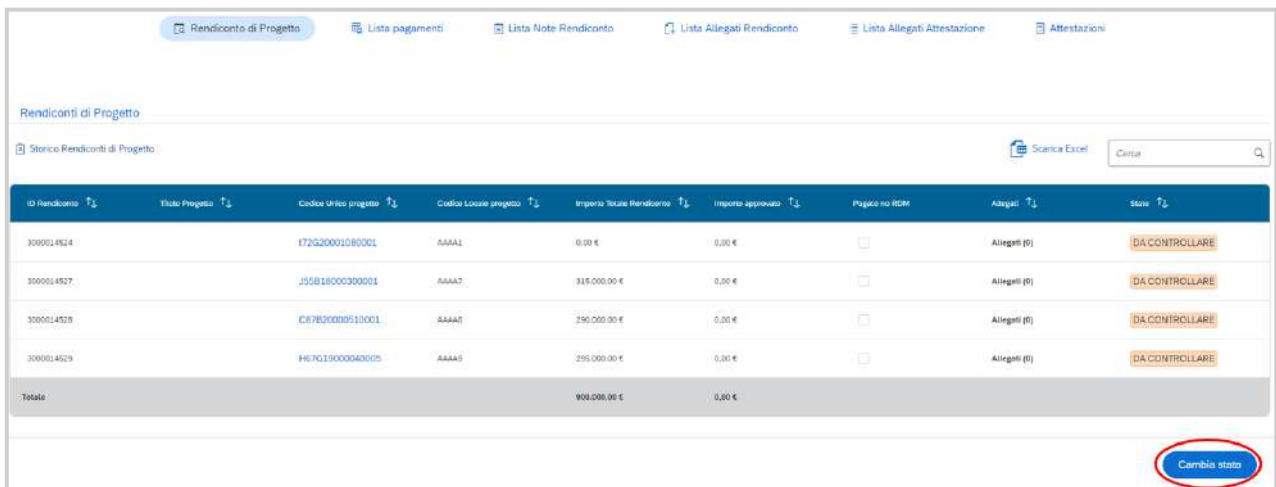 Rendiconto di Progetto Lista pagamenti Lista Note Rendiconto Lista Allegati Rendiconto Lista Allegati Attestazione Attestazioni
Rendiconti di Progetto
Storico Rendiconti di Progetto Scarica Excel Cerca
ID Rendiconto Titolo Progetto Codice Unico progetto Codice Locale progetto Importo Totale Rendiconto Importo approvato Pagato no RDM Allegati Stato
3000014524 I72G20001080001 AAAA1 0,00 € 0,00 € Allegati (0) DA CONTROLLARE
3000014527 J55B18000300001 AAAA7 315.000,00 € 0,00 € Allegati (0) DA CONTROLLARE
3000014528 C87B20000510001 290.000,00 € 0,00 € Allegati (0) DA CONTROLLARE
3000014529 H67G19000040005 295.000,00 € 0,00 € Allegati (0) DA CONTROLLARE
Totale 900.000,00 € 0,00 €
Cambia stato